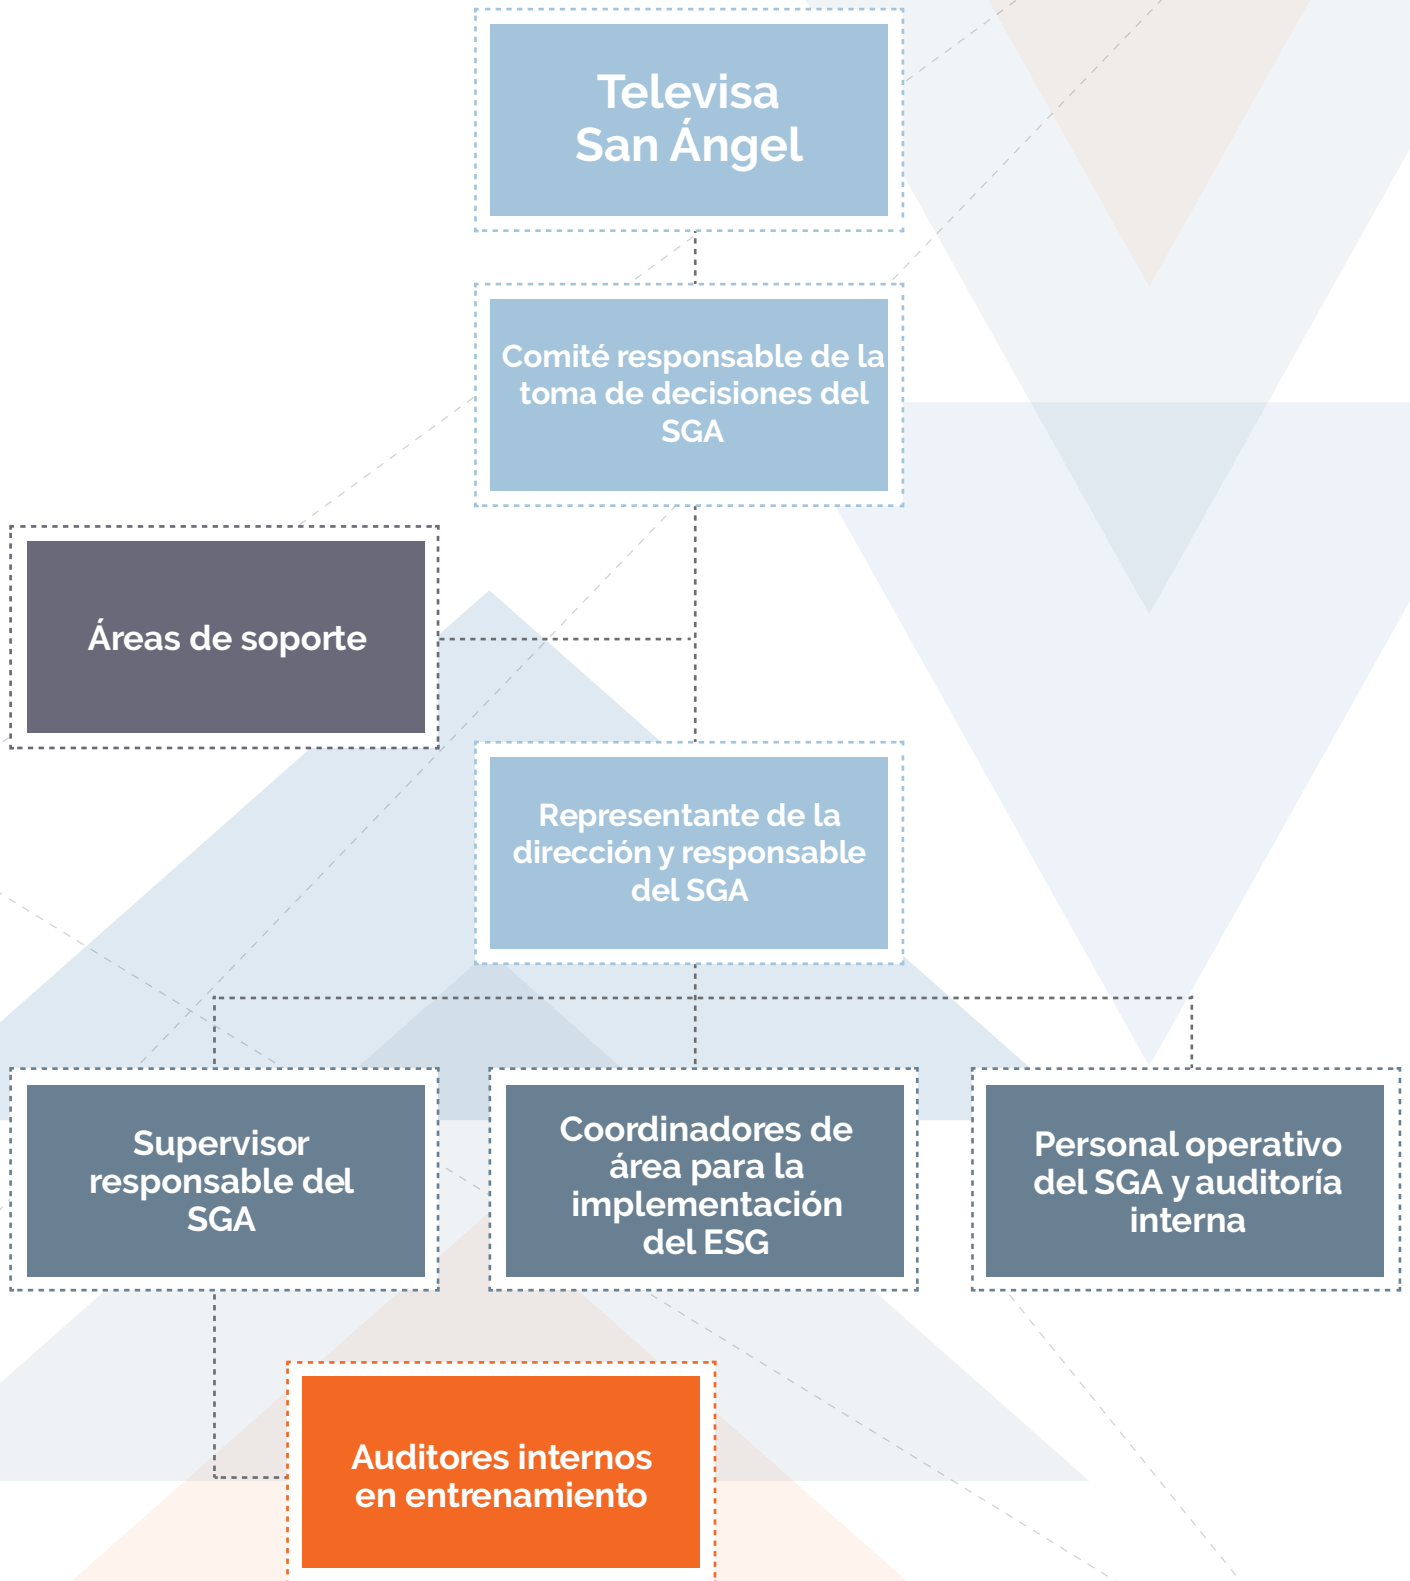 Televisa
San Ángel
Comité responsable de la
toma de decisiones del
SGA
Áreas de soporte
Representante de la
dirección y responsable
del SGA
Supervisor
responsable del
SGA
Coordinadores de
área para la
implementación
del ESG
Personal operativo
del SGA y auditoría
interna
Auditores internos
en entrenamiento